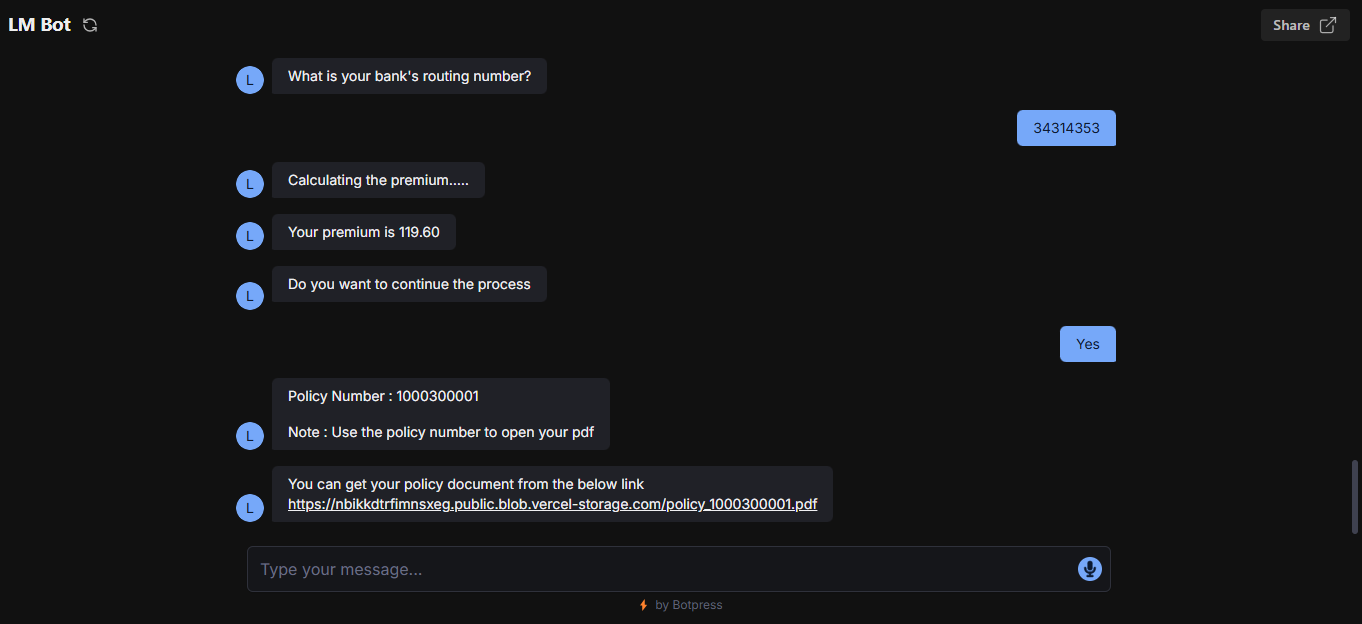 LM Bot
Share
L
What is your bank's routing number?
34314353
L
Calculating the premium.....
L
Your premium is 119.60
L
Do you want to continue the process
Yes
Policy Number : 1000300001
L
Note : Use the policy number to open your pdf
You can get your policy document from the below link
L
https://nbikkdtrfimnsxeg.public.blob.vercel-storage.com/policy_1000300001.pdf
Type your message...
by Botpress